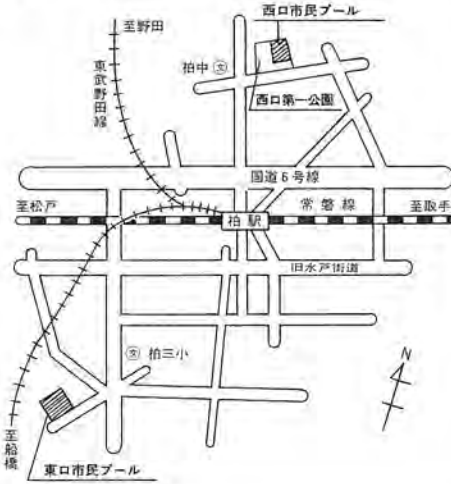 西口市民プール
至野田
東武野田線
柏中 文
西口第一公園
国道6号線
至松戸
常磐線
至取手
柏駅
旧水戸街道
文 柏三小
N
至船橋
東口市民プール